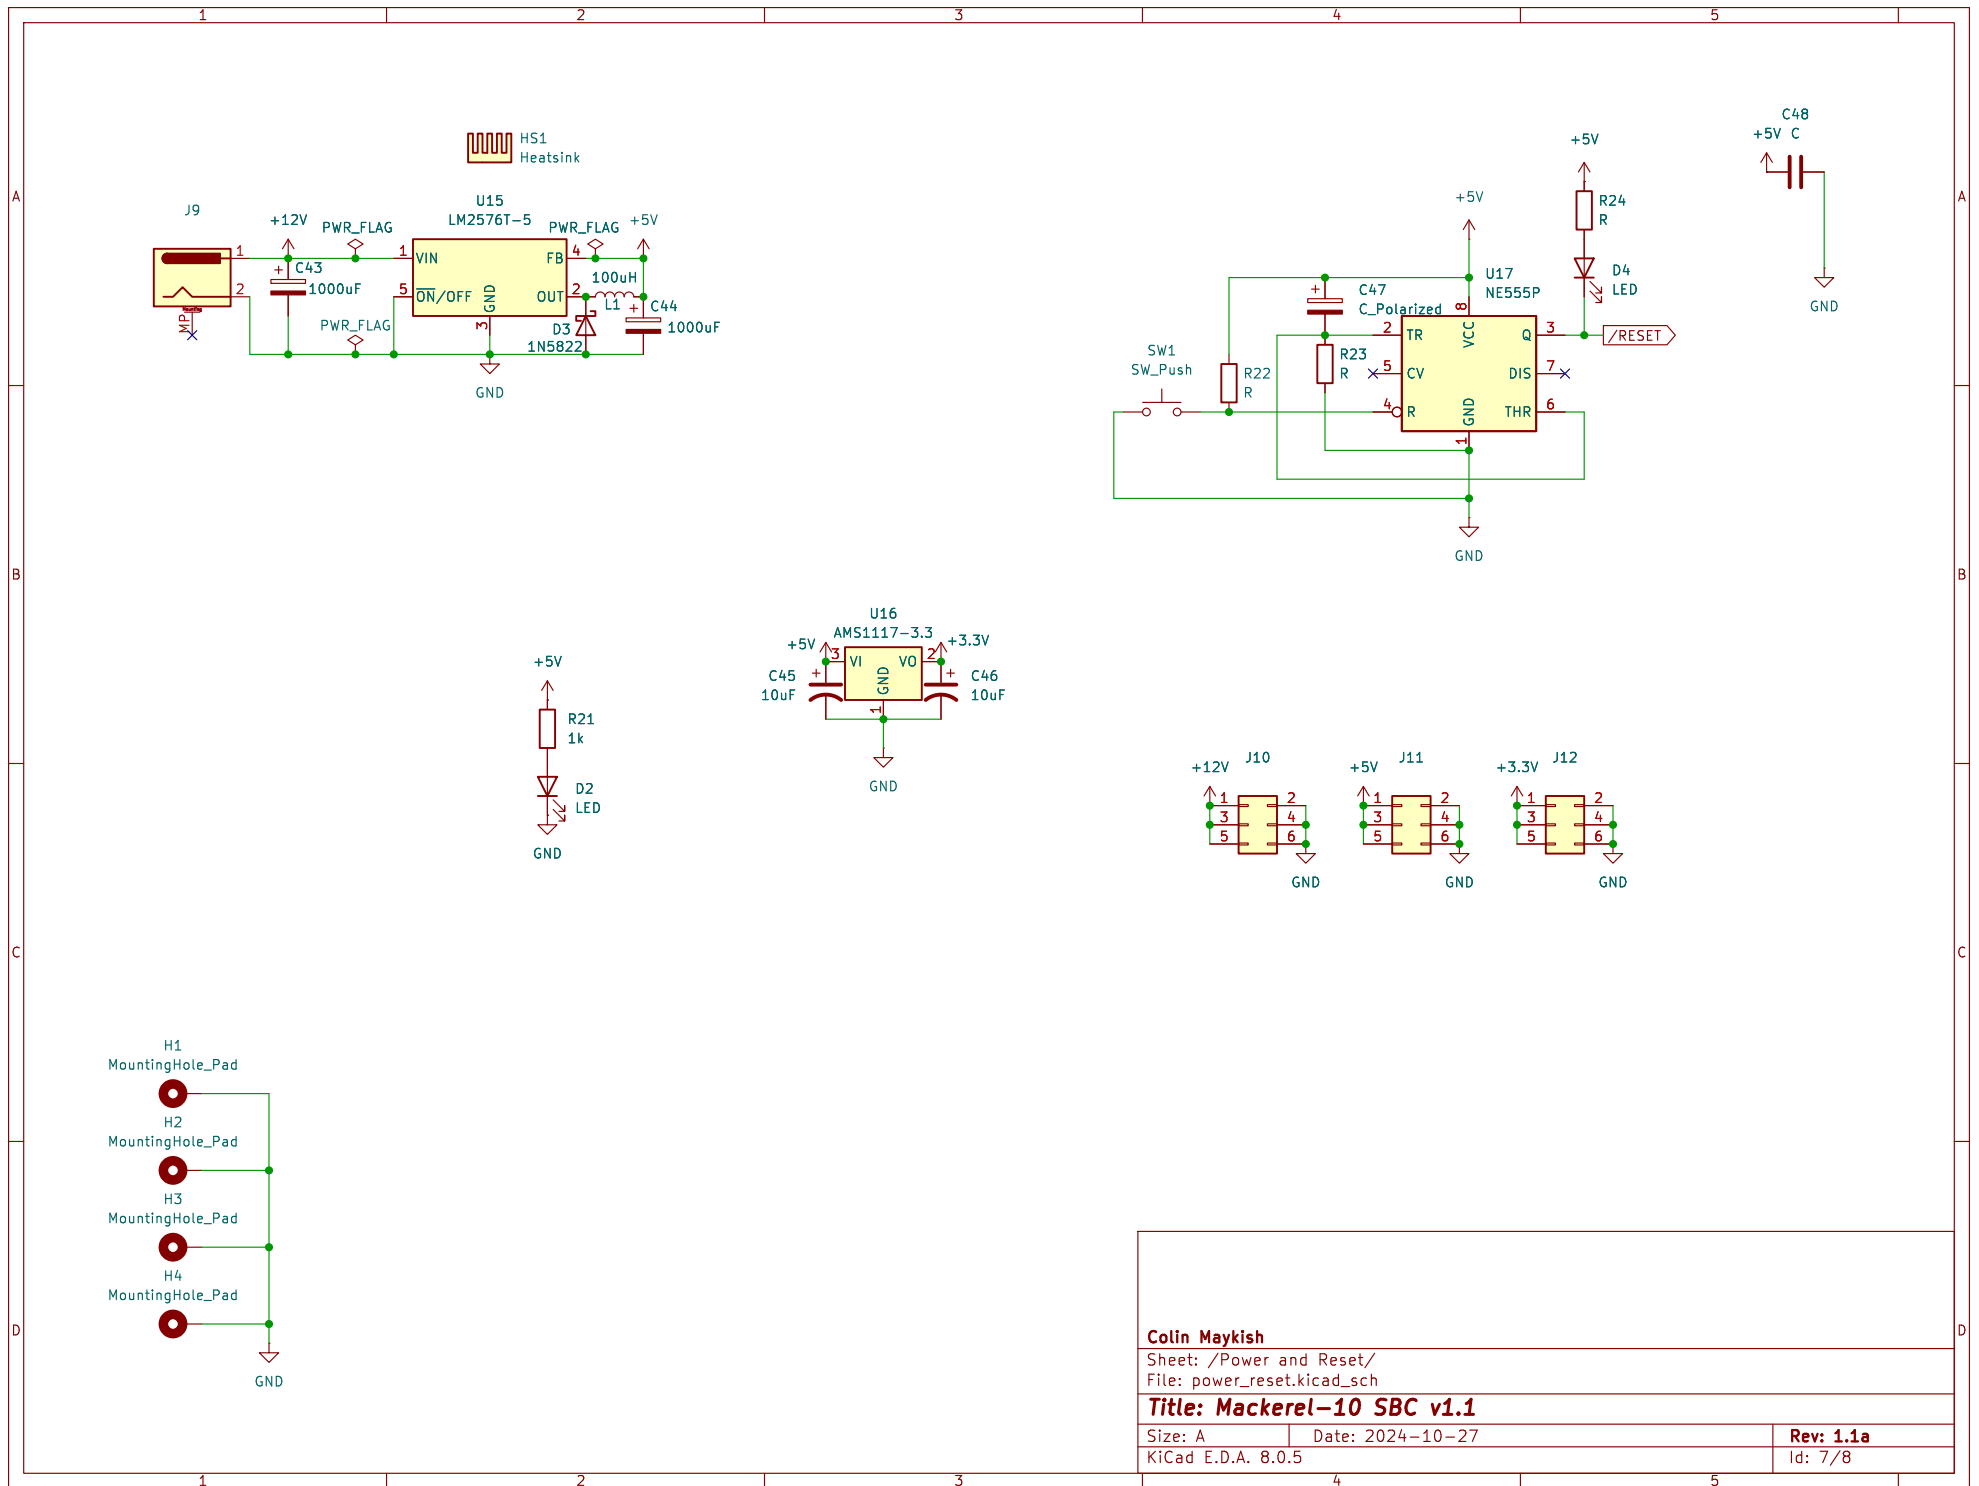 1 2 3 4 5
A
B
C
D
A
B
C
D
HS1
Heatsink
J9
1
2
MP
Mounting
+12V
C43
+
1000uF
PWR_FLAG
PWR_FLAG
U15
LM2576T-5
1 VIN
5 ON/OFF
GND
3
FB 4
OUT 2
PWR_FLAG
+5V
100uH
L1
D3
1N5822
C44
+
1000uF
GND
+5V
U17
NE555P
C47
C_Polarized
+
2 TR
5 CV
4 R
VCC
8
GND
1
Q 3
DIS 7
THR 6
R23
R
R22
R
SW1
SW_Push
+5V
R24
R
D4
LED
/RESET
GND
C48
+5V C
GND
+5V
R21
1k
D2
LED
GND
U16
AMS1117-3.3
+5V
+3.3V
3 VI
VO 2
GND
1
C45
10uF
+
C46
10uF
+
GND
J10
+12V
1 2
3 4
5 6
GND
J11
+5V
1 2
3 4
5 6
GND
J12
+3.3V
1 2
3 4
5 6
GND
H1
MountingHole_Pad
H2
MountingHole_Pad
H3
MountingHole_Pad
H4
MountingHole_Pad
GND
Colin Maykish
Sheet: /Power and Reset/
File: power_reset.kicad_sch
Title: Mackerel-10 SBC v1.1
Size: A Date: 2024-10-27 Rev: 1.1a
KiCad E.D.A. 8.0.5 Id: 7/8
1 2 3 4 5